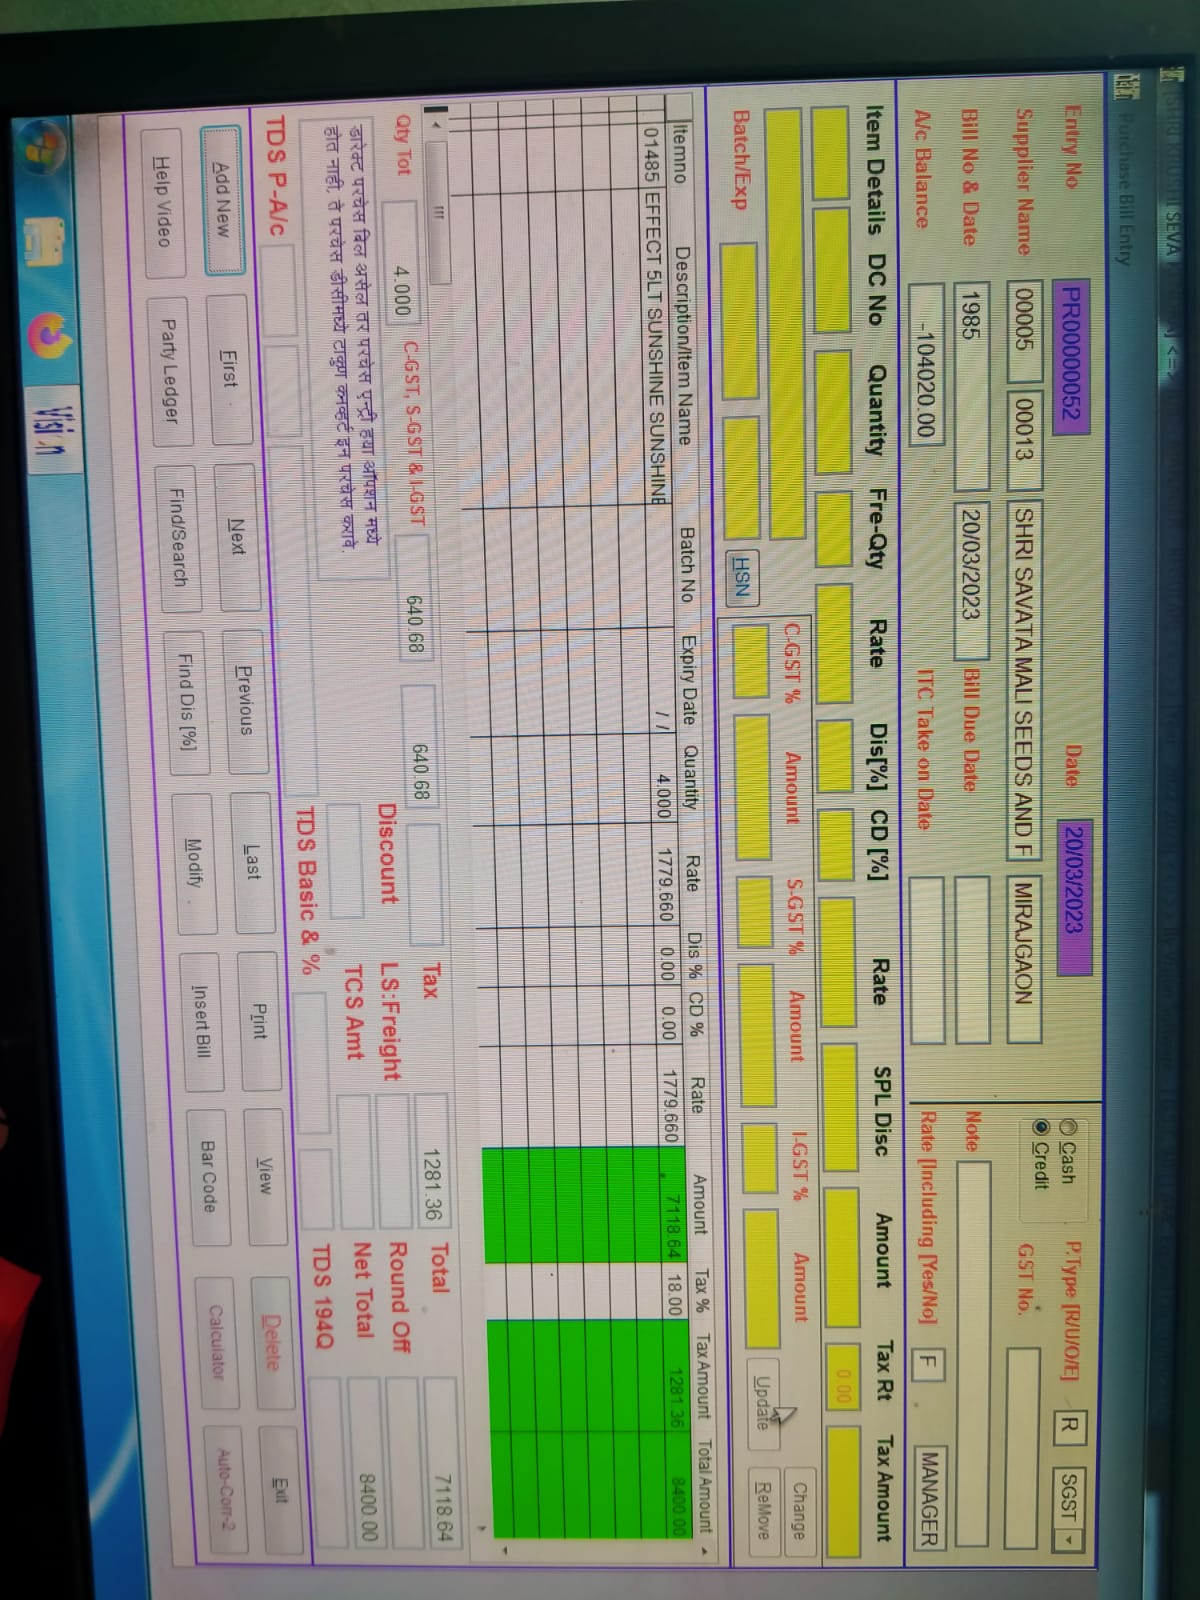 Purchase Bill Entry
Entry No PR00000052 Date 20/03/2023 Cash P.Type [R/U/O/E] R SGST
Supplier Name 00005 00013 SHRI SAVATA MALI SEEDS AND F MIRAJGAON Credit GST No.
Bill No & Date 1985 20/03/2023 Bill Due Date Note
A/c Balance -104020.00 ITC Take on Date Rate [Including [Yes/No] F MANAGER
Item Details DC No Quantity Fre-Qty Rate Dis[%] CD [%] Rate SPL Disc Amount Tax Rt Tax Amount
0.00
C-GST % Amount S-GST % Amount I-GST % Amount Change
Batch/Exp HSN Update ReMove
Itemno Description/Item Name Batch No Expiry Date Quantity Rate Dis % CD % Rate Amount Tax % Tax Amount Total Amount
01485 EFFECT 5LT SUNSHINE SUNSHINE / / 4.000 1779.660 0.00 0.00 1779.660 7118.64 18.00 1281.36 8400.00
Qty Tot 4.000 C-GST, S-GST & I-GST 640.68 640.68 Tax 1281.36 Total 7118.64
डारेक्ट परचेस बिल असेल तर परचेस एन्ट्री हया ऑपशन मध्ये
होत नाही. ते परचेस डीसीमध्ये टाकुण कनव्हर्ट इन परचेस करावे.
Discount LS:Freight Round Off
TCS Amt Net Total 8400.00
TDS P-A/c TDS Basic & % TDS 194Q
Add New First Next Previous Last Print View Delete Exit
Help Video Party Ledger Find/Search Find Dis [%] Modify Insert Bill Bar Code Calculator Auto-Corr-2